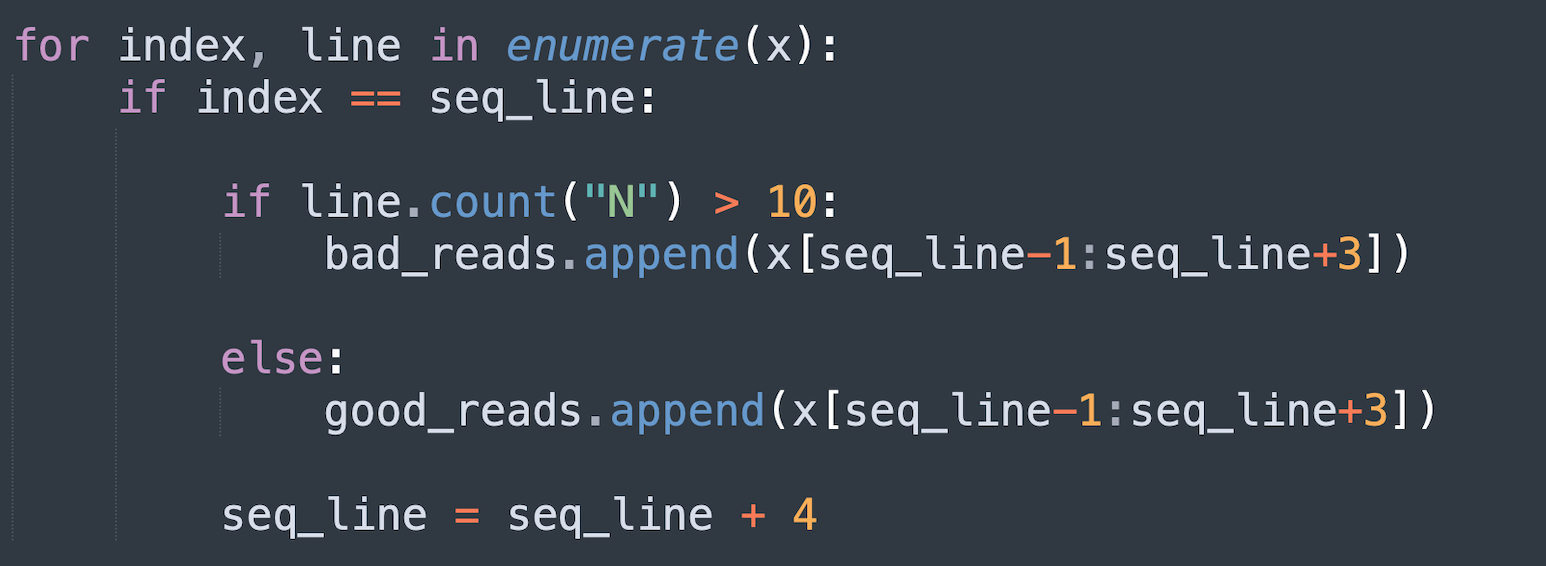 for index, line in enumerate(x):
    if index == seq_line:

        if line.count("N") > 10:
            bad_reads.append(x[seq_line-1:seq_line+3])

        else:
            good_reads.append(x[seq_line-1:seq_line+3])

        seq_line = seq_line + 4